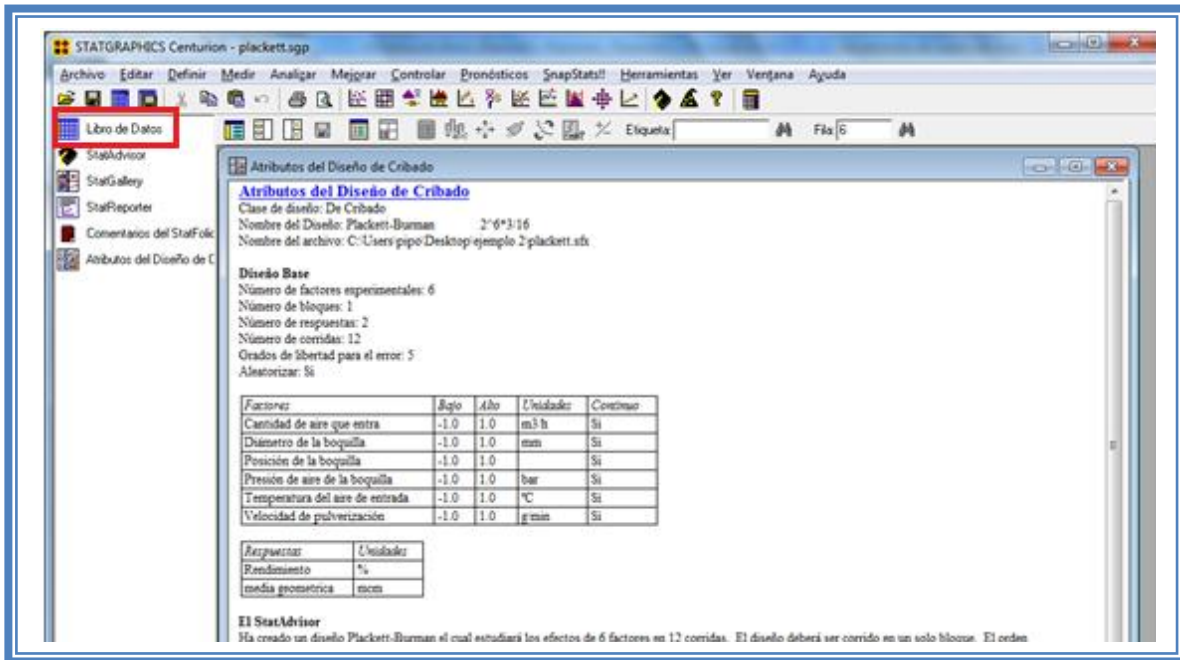 STATGRAPHICS Centurion - plackett.sgp
Archivo Editar Definir Medir Analizar Mejorar Controlar Pronósticos SnapStats!! Herramientas Ver Ventana Ayuda
Etiqueta: Fila: 6
Libro de Datos
StatAdvisor
StatGallery
StatReporter
Comentarios del StatFolio
Atributos del Diseño de C
Atributos del Diseño de Cribado
Atributos del Diseño de Cribado
Clase de diseño: De Cribado
Nombre del Diseño: Plackett-Burman 2^6*3/16
Nombre del archivo: C:\Users\pipo\Desktop\ejemplo 2\plackett.sfx
Diseño Base
Número de factores experimentales: 6
Número de bloques: 1
Número de respuestas: 2
Número de corridas: 12
Grados de libertad para el error: 5
Aleatorizar: Si
Factores Bajo Alto Unidades Continuo
Cantidad de aire que entra -1.0 1.0 m3/h Si
Diámetro de la boquilla -1.0 1.0 mm Si
Posición de la boquilla -1.0 1.0 Si
Presión de aire de la boquilla -1.0 1.0 bar Si
Temperatura del aire de entrada -1.0 1.0 ºC Si
Velocidad de pulverización -1.0 1.0 g/min Si
Respuestas Unidades
Rendimiento %
media geometrica mcm
El StatAdvisor
Ha creado un diseño Plackett-Burman el cual estudiará los efectos de 6 factores en 12 corridas. El diseño deberá ser corrido en un solo bloque. El orden